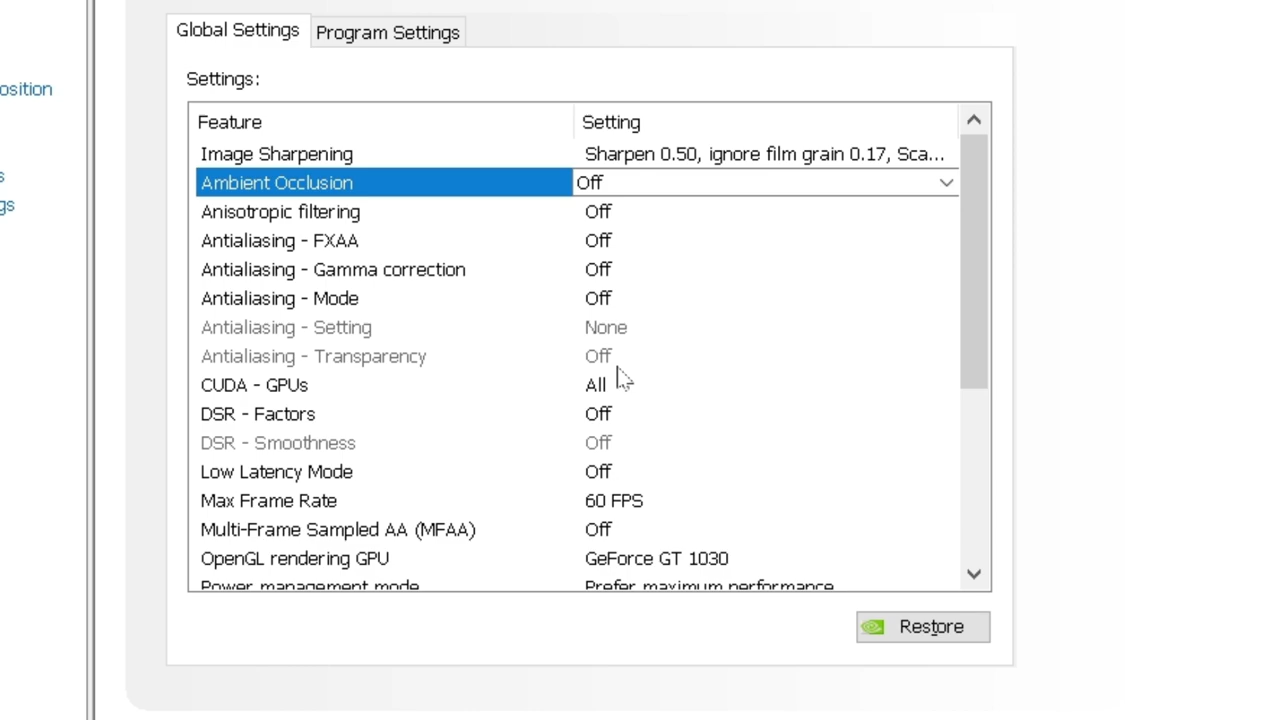 Global Settings Program Settings
osition
Settings:
Feature Setting
Image Sharpening Sharpen 0.50, ignore film grain 0.17, Sca...
s
Ambient Occlusion Off
gs
Anisotropic filtering Off
Antialiasing - FXAA Off
Antialiasing - Gamma correction Off
Antialiasing - Mode Off
Antialiasing - Setting None
Antialiasing - Transparency Off
CUDA - GPUs All
DSR - Factors Off
DSR - Smoothness Off
Low Latency Mode Off
Max Frame Rate 60 FPS
Multi-Frame Sampled AA (MFAA) Off
OpenGL rendering GPU GeForce GT 1030
Power management mode Prefer maximum performance
Restore